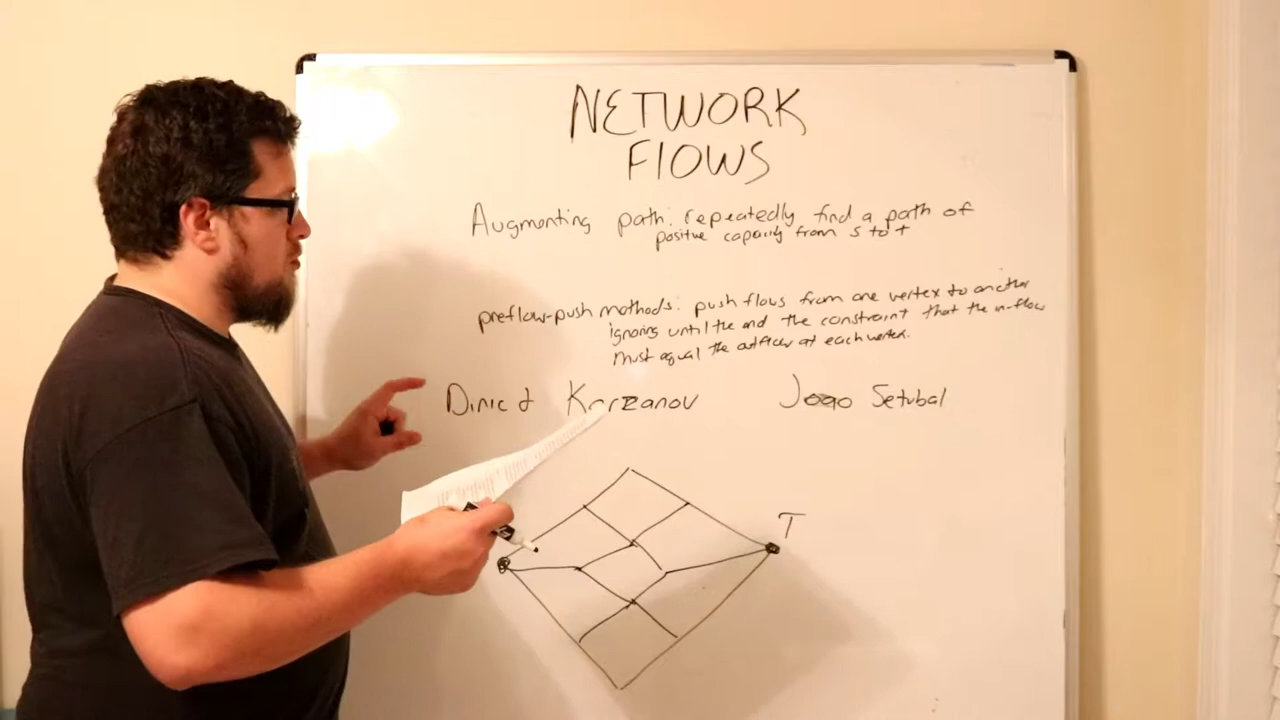 NETWORK
FLOWS
Augmenting path: repeatedly find a path of
positive capacity from s to t
preflow-push methods: push flows from one vertex to another
ignoring until the end the constraint that the in-flow
must equal the outflow at each vertex.
Dinic & Karzanov
Joao Setubal
T